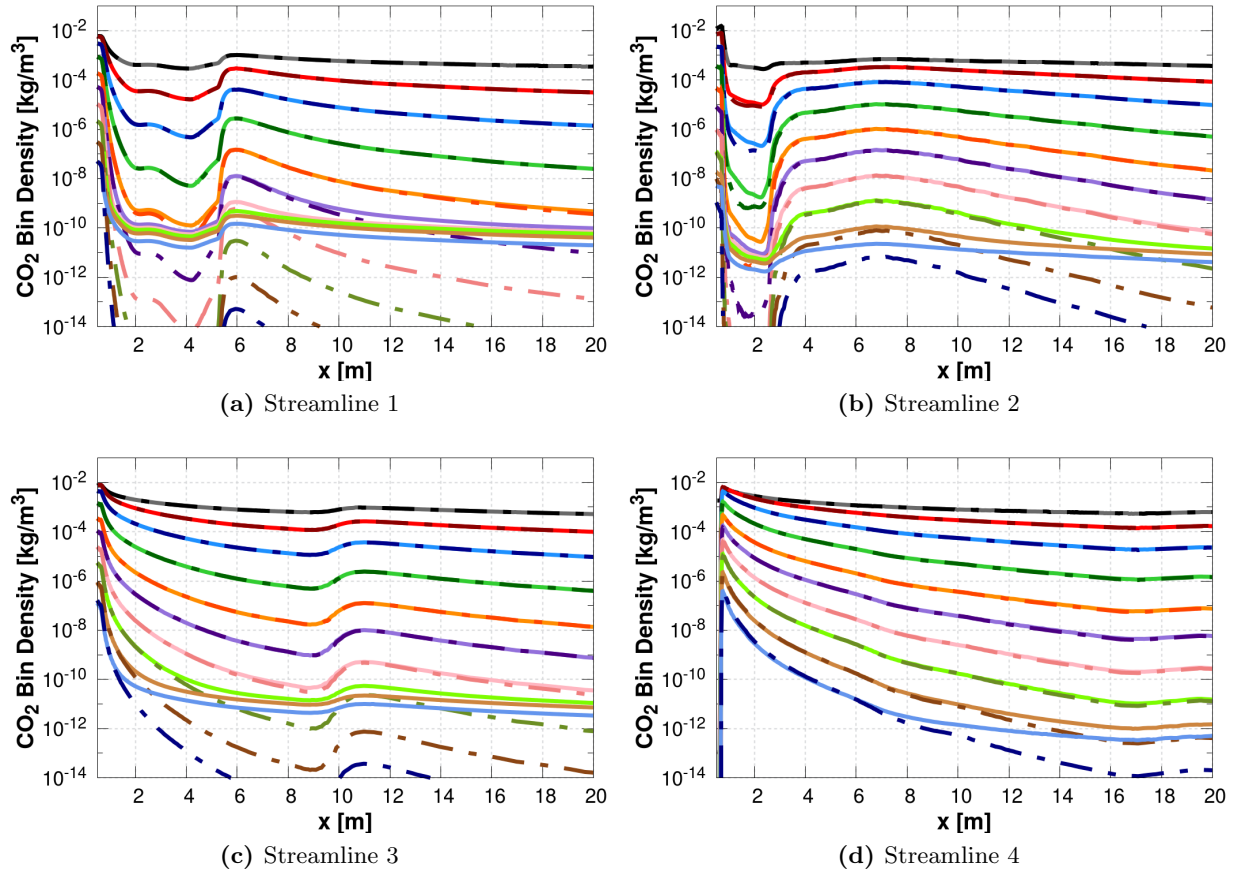 CO₂ Bin Density [kg/m³]
10⁻²
10⁻⁴
10⁻⁶
10⁻⁸
10⁻¹⁰
10⁻¹²
10⁻¹⁴
2 4 6 8 10 12 14 16 18 20
x [m]
(a) Streamline 1
CO₂ Bin Density [kg/m³]
10⁻²
10⁻⁴
10⁻⁶
10⁻⁸
10⁻¹⁰
10⁻¹²
10⁻¹⁴
2 4 6 8 10 12 14 16 18 20
x [m]
(b) Streamline 2
CO₂ Bin Density [kg/m³]
10⁻²
10⁻⁴
10⁻⁶
10⁻⁸
10⁻¹⁰
10⁻¹²
10⁻¹⁴
2 4 6 8 10 12 14 16 18 20
x [m]
(c) Streamline 3
CO₂ Bin Density [kg/m³]
10⁻²
10⁻⁴
10⁻⁶
10⁻⁸
10⁻¹⁰
10⁻¹²
10⁻¹⁴
2 4 6 8 10 12 14 16 18 20
x [m]
(d) Streamline 4